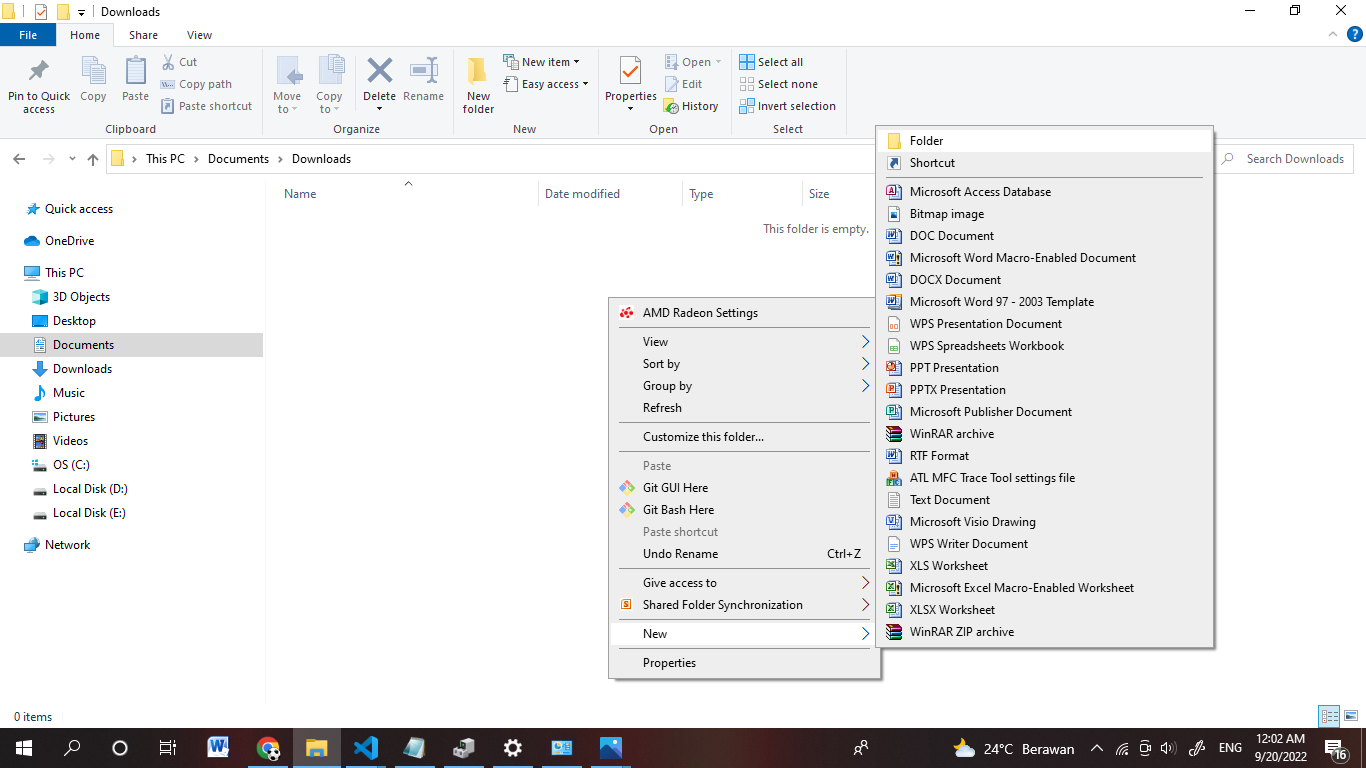 Downloads
File
Home
Share
View
Pin to Quick access
Copy
Paste
Cut
Copy path
Paste shortcut
Clipboard
Move to
Copy to
Delete
Rename
Organize
New folder
New item
Easy access
New
Properties
Open
Edit
History
Open
Select all
Select none
Invert selection
Select
This PC
Documents
Downloads
Search Downloads
Name
Date modified
Type
Size
This folder is empty.
Quick access
OneDrive
This PC
3D Objects
Desktop
Documents
Downloads
Music
Pictures
Videos
OS (C:)
Local Disk (D:)
Local Disk (E:)
Network
AMD Radeon Settings
View
Sort by
Group by
Refresh
Customize this folder...
Paste
Git GUI Here
Git Bash Here
Paste shortcut
Undo Rename Ctrl+Z
Give access to
Shared Folder Synchronization
New
Properties
Folder
Shortcut
Microsoft Access Database
Bitmap image
DOC Document
Microsoft Word Macro-Enabled Document
DOCX Document
Microsoft Word 97 - 2003 Template
WPS Presentation Document
WPS Spreadsheets Workbook
PPT Presentation
PPTX Presentation
Microsoft Publisher Document
WinRAR archive
RTF Format
ATL MFC Trace Tool settings file
Text Document
Microsoft Visio Drawing
WPS Writer Document
XLS Worksheet
Microsoft Excel Macro-Enabled Worksheet
XLSX Worksheet
WinRAR ZIP archive
0 items
24°C Berawan
ENG
12:02 AM
9/20/2022
16